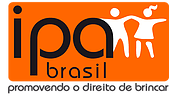 ipa
brasil
promovendo o direito de brincar